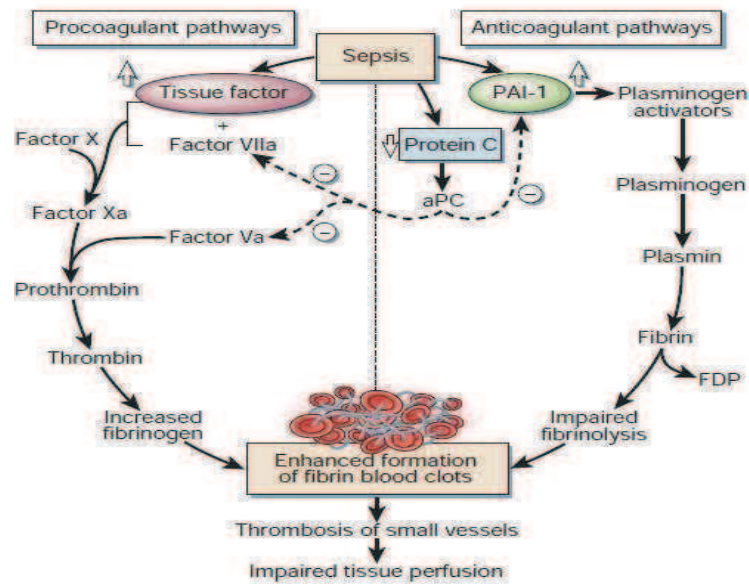 Procoagulant pathways
Anticoagulant pathways
Sepsis
Tissue factor
PAI-1
Plasminogen
activators
+
Factor X
Factor VIIa
Protein C
−
aPC
−
Plasminogen
Factor Xa
Factor Va
−
Plasmin
Prothrombin
Thrombin
Fibrin
FDP
Increased
fibrinogen
Impaired
fibrinolysis
Enhanced formation
of fibrin blood clots
Thrombosis of small vessels
Impaired tissue perfusion